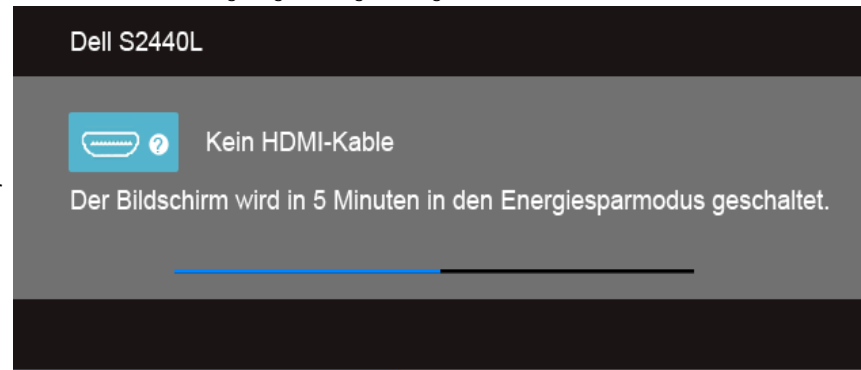 Dell S2440L
Kein HDMI-Kable
Der Bildschirm wird in 5 Minuten in den Energiesparmodus geschaltet.